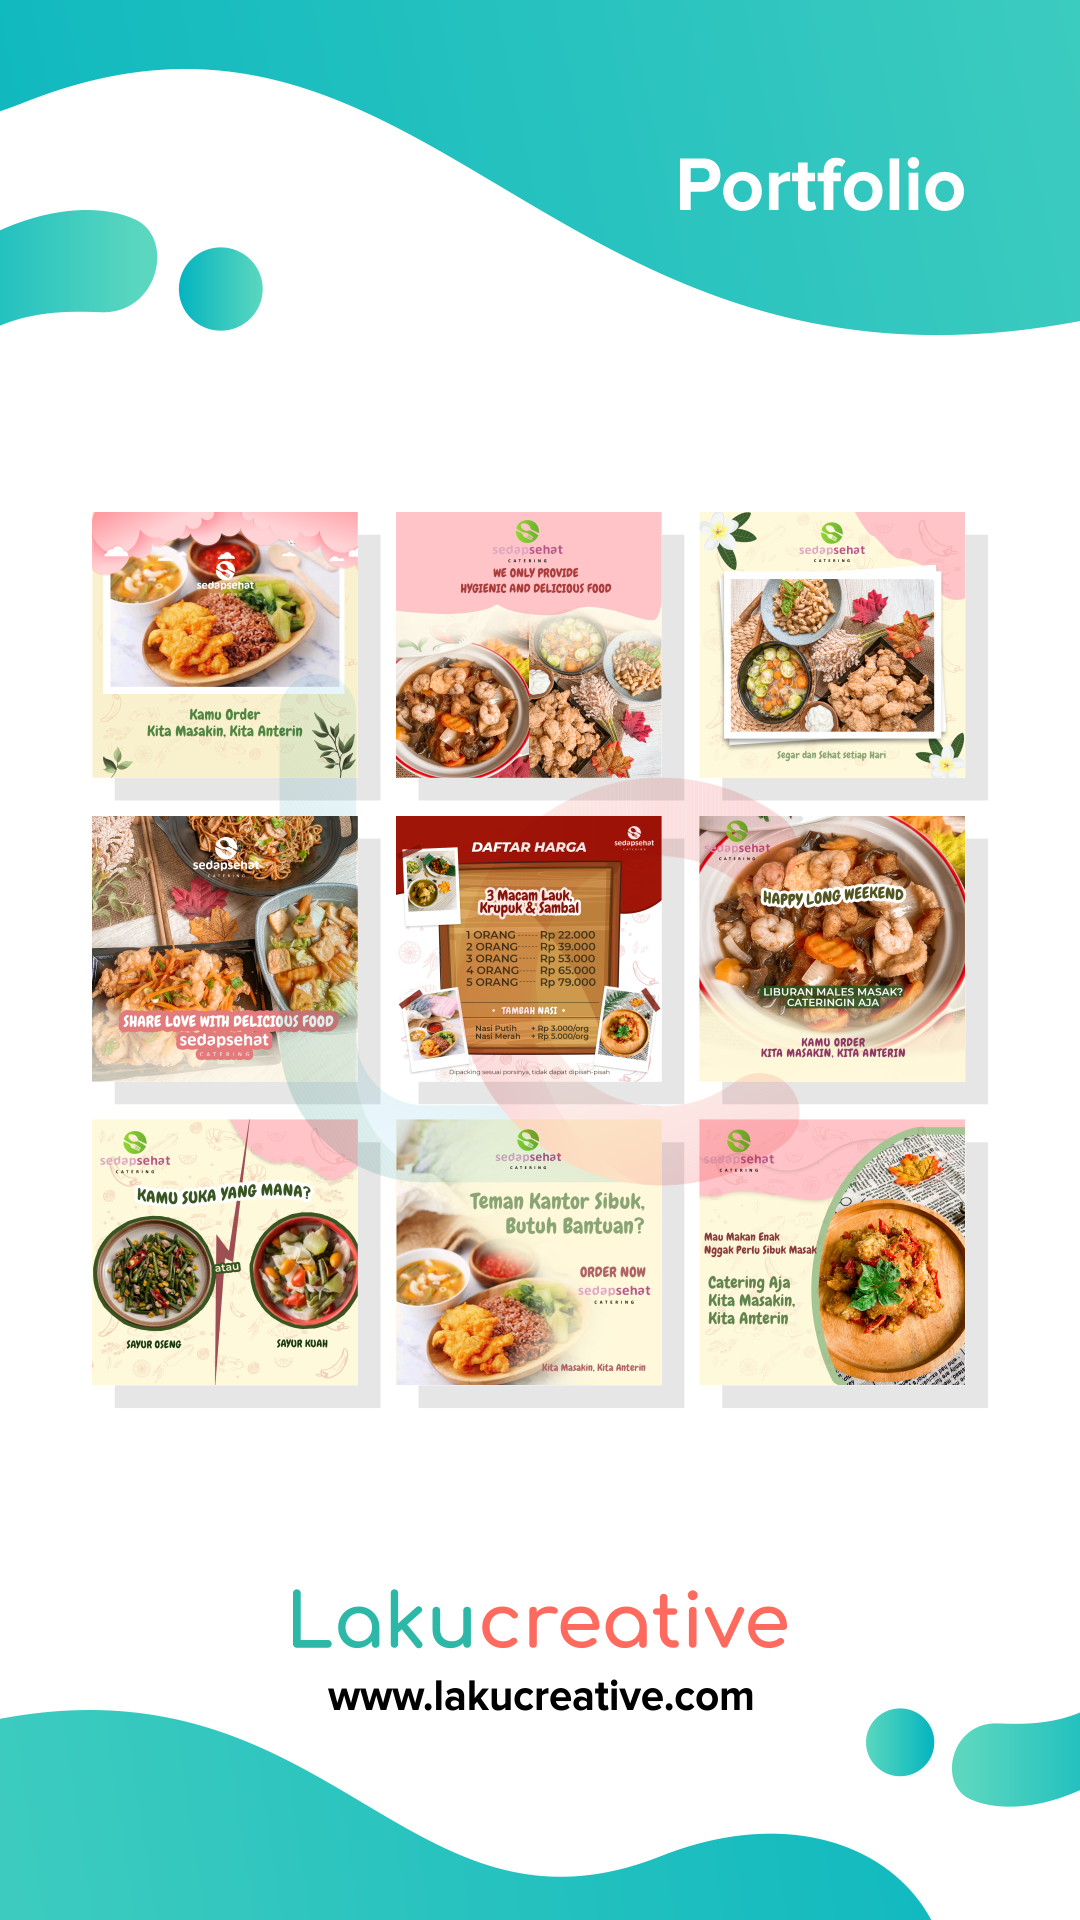 Portfolio
sedapsehat
Kamu Order
Kita Masakin, Kita Anterin
sedapsehat
CATERING
WE ONLY PROVIDE
HYGIENIC AND DELICIOUS FOOD
sedapsehat
CATERING
Segar dan Sehat setiap Hari
sedapsehat
CATERING
SHARE LOVE WITH DELICIOUS FOOD
sedapsehat
CATERING
DAFTAR HARGA
sedapsehat
CATERING
3 Macam Lauk,
Krupuk & Sambal
1 ORANG ------ Rp 22.000
2 ORANG ------ Rp 39.000
3 ORANG ------ Rp 53.000
4 ORANG ------ Rp 65.000
5 ORANG ------ Rp 79.000
• TAMBAH NASI •
Nasi Putih + Rp 3.000/org
Nasi Merah + Rp 5.000/org
Dipacking sesuai porsinya, tidak dapat dipisah-pisah
sedapsehat
CATERING
HAPPY LONG WEEKEND
LIBURAN MALES MASAK?
CATERINGIN AJA
KAMU ORDER
KITA MASAKIN, KITA ANTERIN
sedapsehat
CATERING
KAMU SUKA YANG MANA?
atau
SAYUR OSENG
SAYUR KUAH
sedapsehat
CATERING
Teman Kantor Sibuk,
Butuh Bantuan?
ORDER NOW
sedapsehat
CATERING
Kita Masakin, Kita Anterin
sedapsehat
CATERING
Mau Makan Enak
Nggak Perlu Sibuk Masak
Catering Aja
Kita Masakin,
Kita Anterin
Lakucreative
www.lakucreative.com